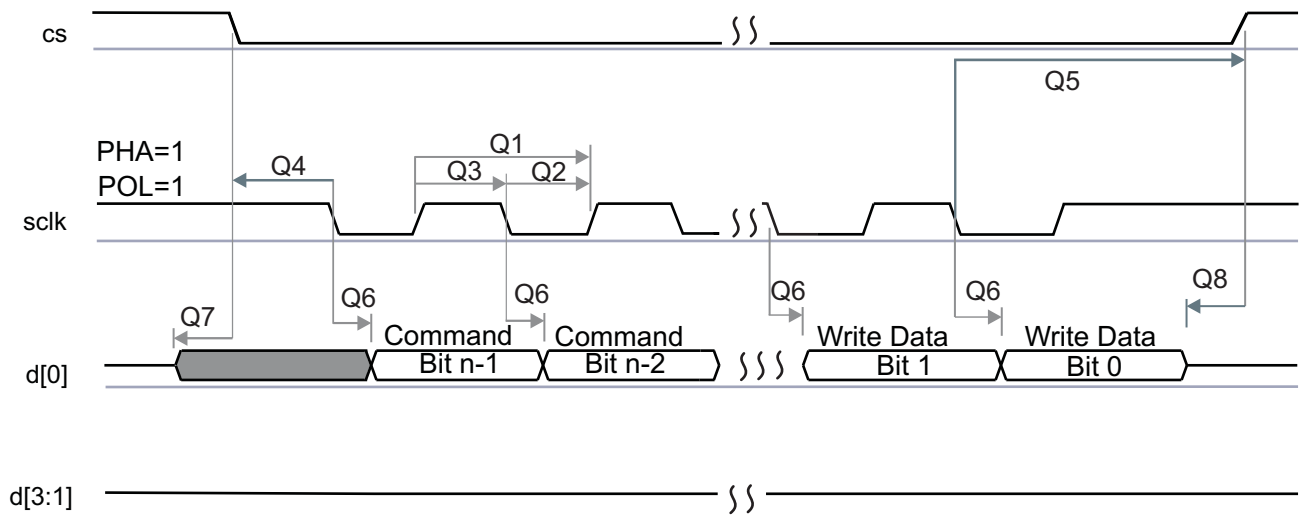 cs
Q5
PHA=1
Q1
Q4
Q3
Q2
POL=1
sclk
Q7
Q6
Q6
Q6
Q6
Q8
Command
Command
Write Data
Write Data
d[0]
Bit n-1
Bit n-2
Bit 1
Bit 0
d[3:1]